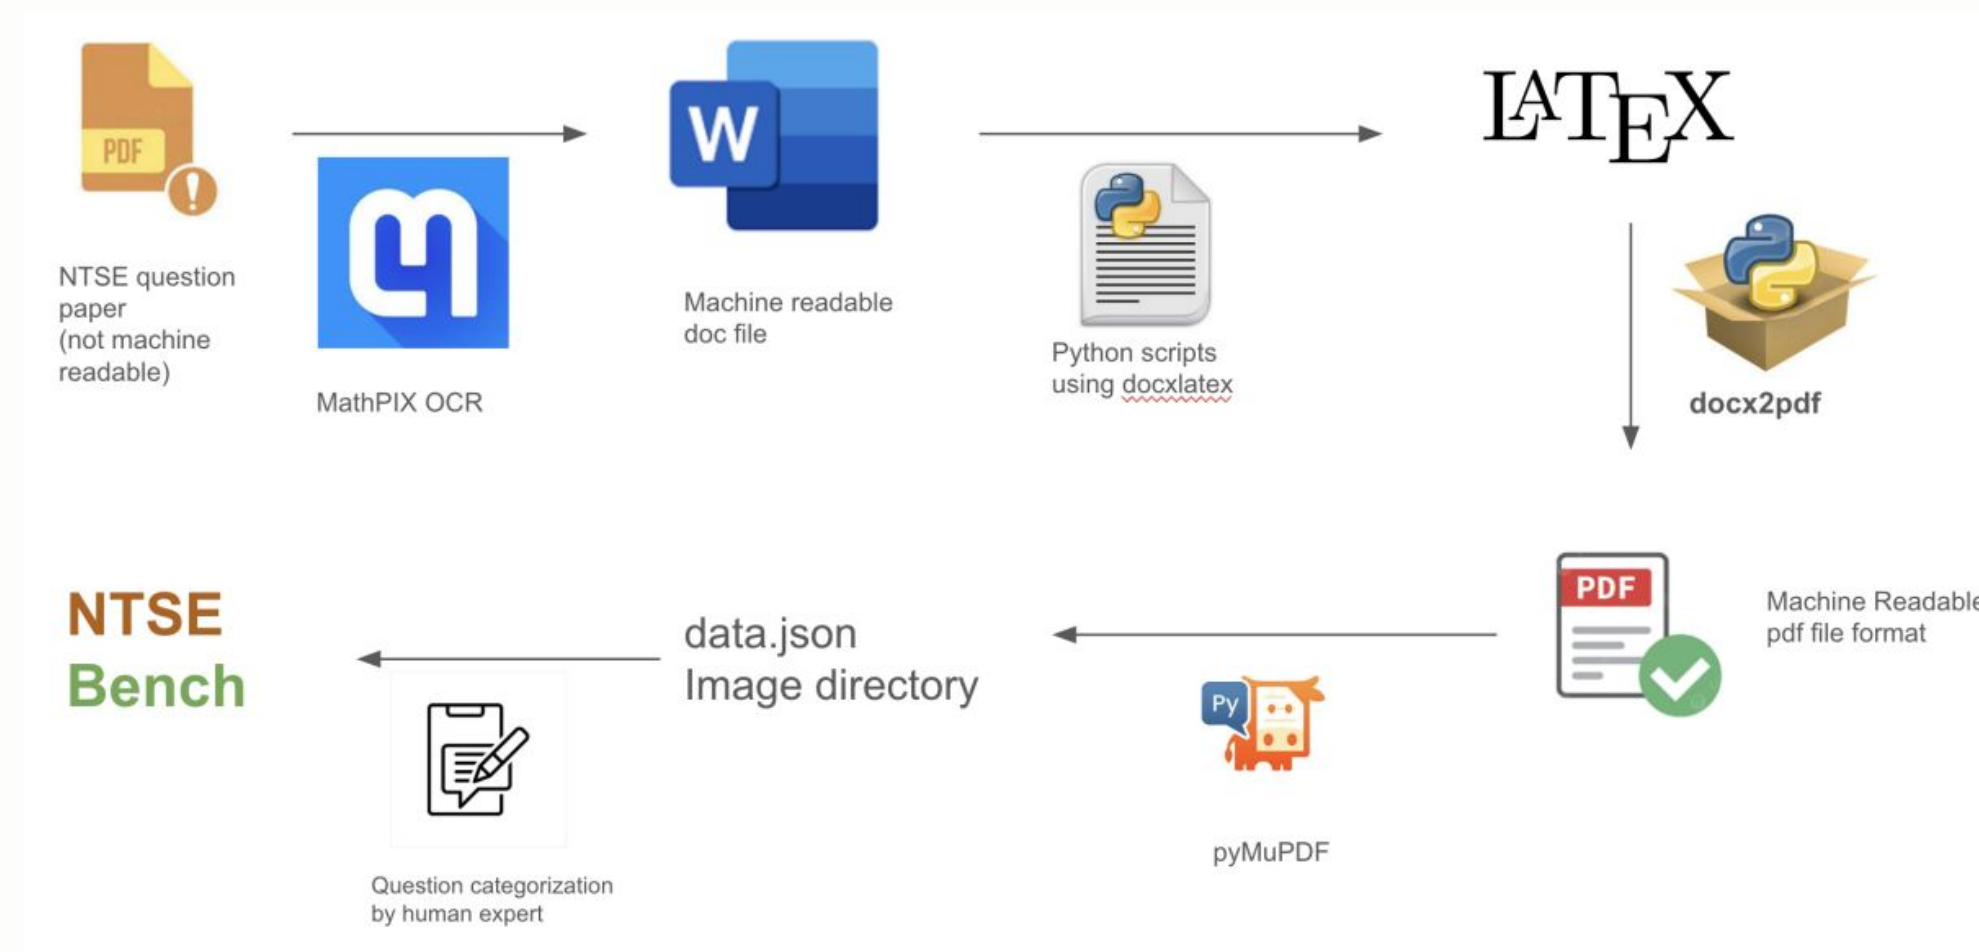 PDF
NTSE question
paper
(not machine
readable)
MathPIX OCR
W
Machine readable
doc file
Python scripts
using docxlatex
LATEX
docx2pdf
PDF
Machine Readable
pdf file format
Py
pyMuPDF
data.json
Image directory
Question categorization
by human expert
NTSE
Bench